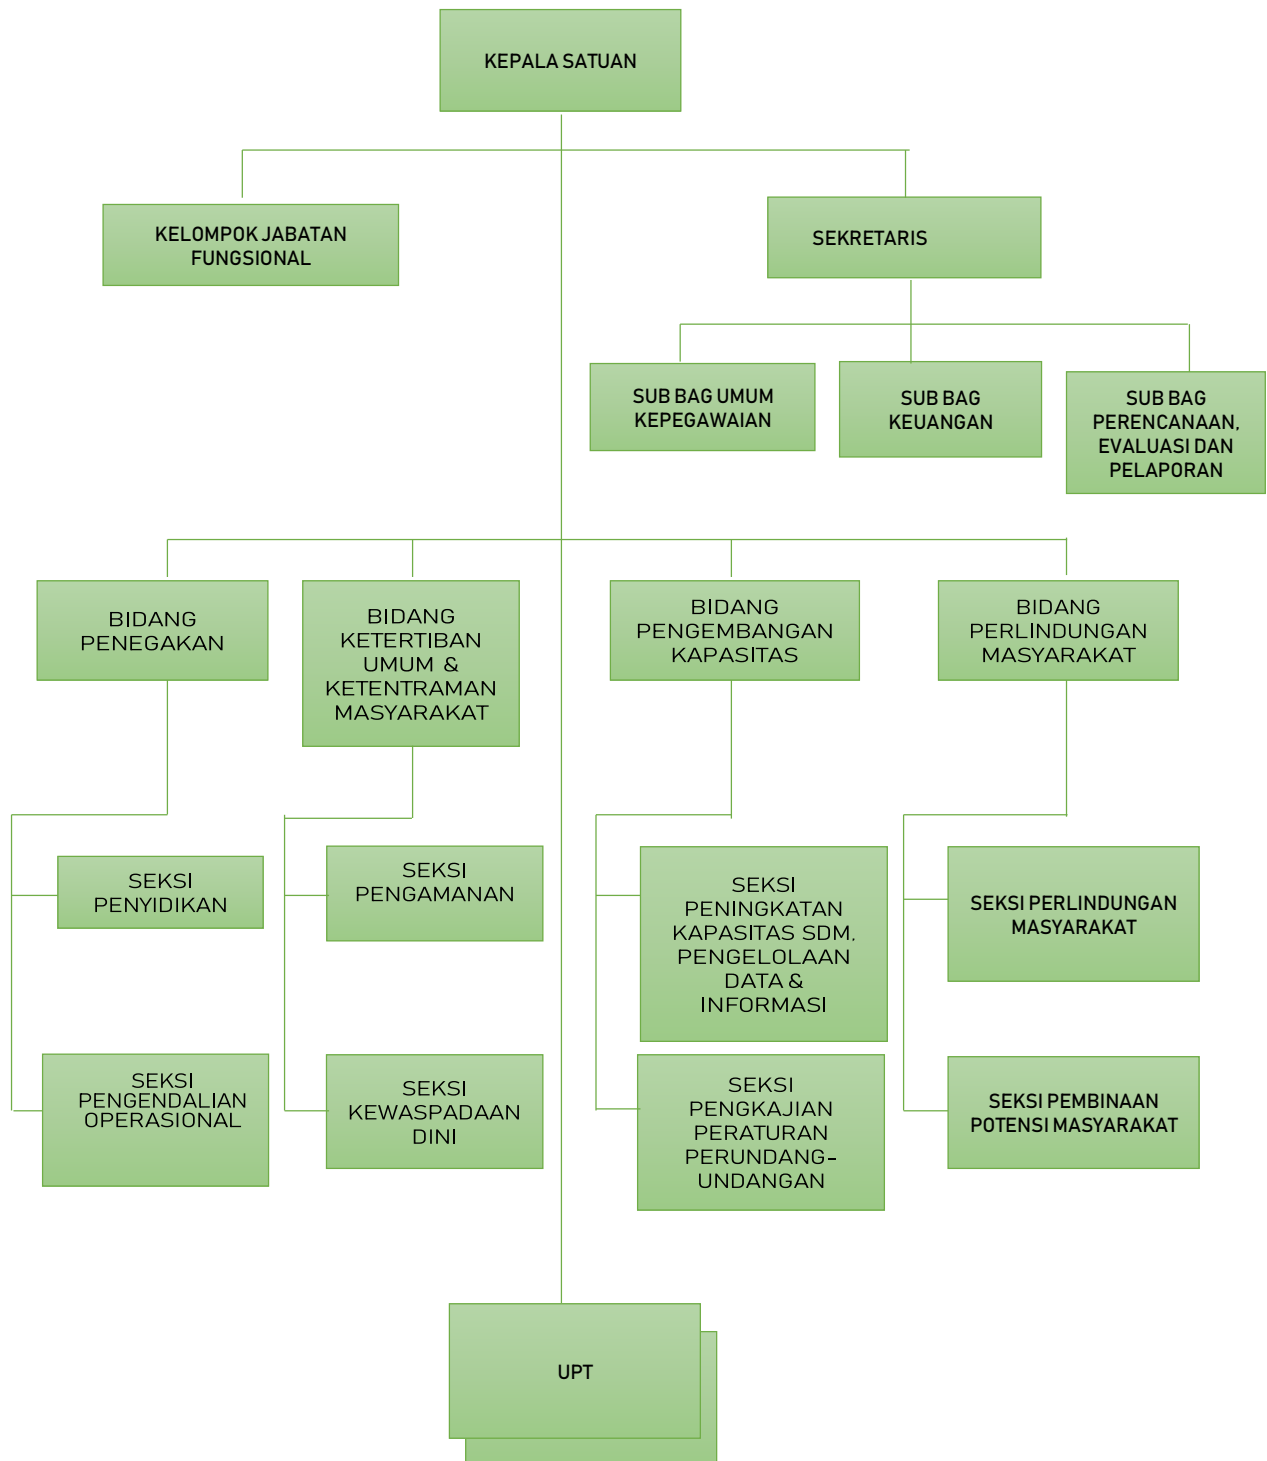 KEPALA SATUAN
KELOMPOK JABATAN
FUNGSIONAL
SEKRETARIS
SUB BAG UMUM
KEPEGAWAIAN
SUB BAG
KEUANGAN
SUB BAG
PERENCANAAN,
EVALUASI DAN
PELAPORAN
BIDANG
PENEGAKAN
BIDANG
KETERTIBAN
UMUM &
KETENTRAMAN
MASYARAKAT
BIDANG
PENGEMBANGAN
KAPASITAS
BIDANG
PERLINDUNGAN
MASYARAKAT
SEKSI
PENYIDIKAN
SEKSI
PENGAMANAN
SEKSI
PENINGKATAN
KAPASITAS SDM,
PENGELOLAAN
DATA &
INFORMASI
SEKSI PERLINDUNGAN
MASYARAKAT
SEKSI
PENGENDALIAN
OPERASIONAL
SEKSI
KEWASPADAAN
DINI
SEKSI
PENGKAJIAN
PERATURAN
PERUNDANG-
UNDANGAN
SEKSI PEMBINAAN
POTENSI MASYARAKAT
UPT